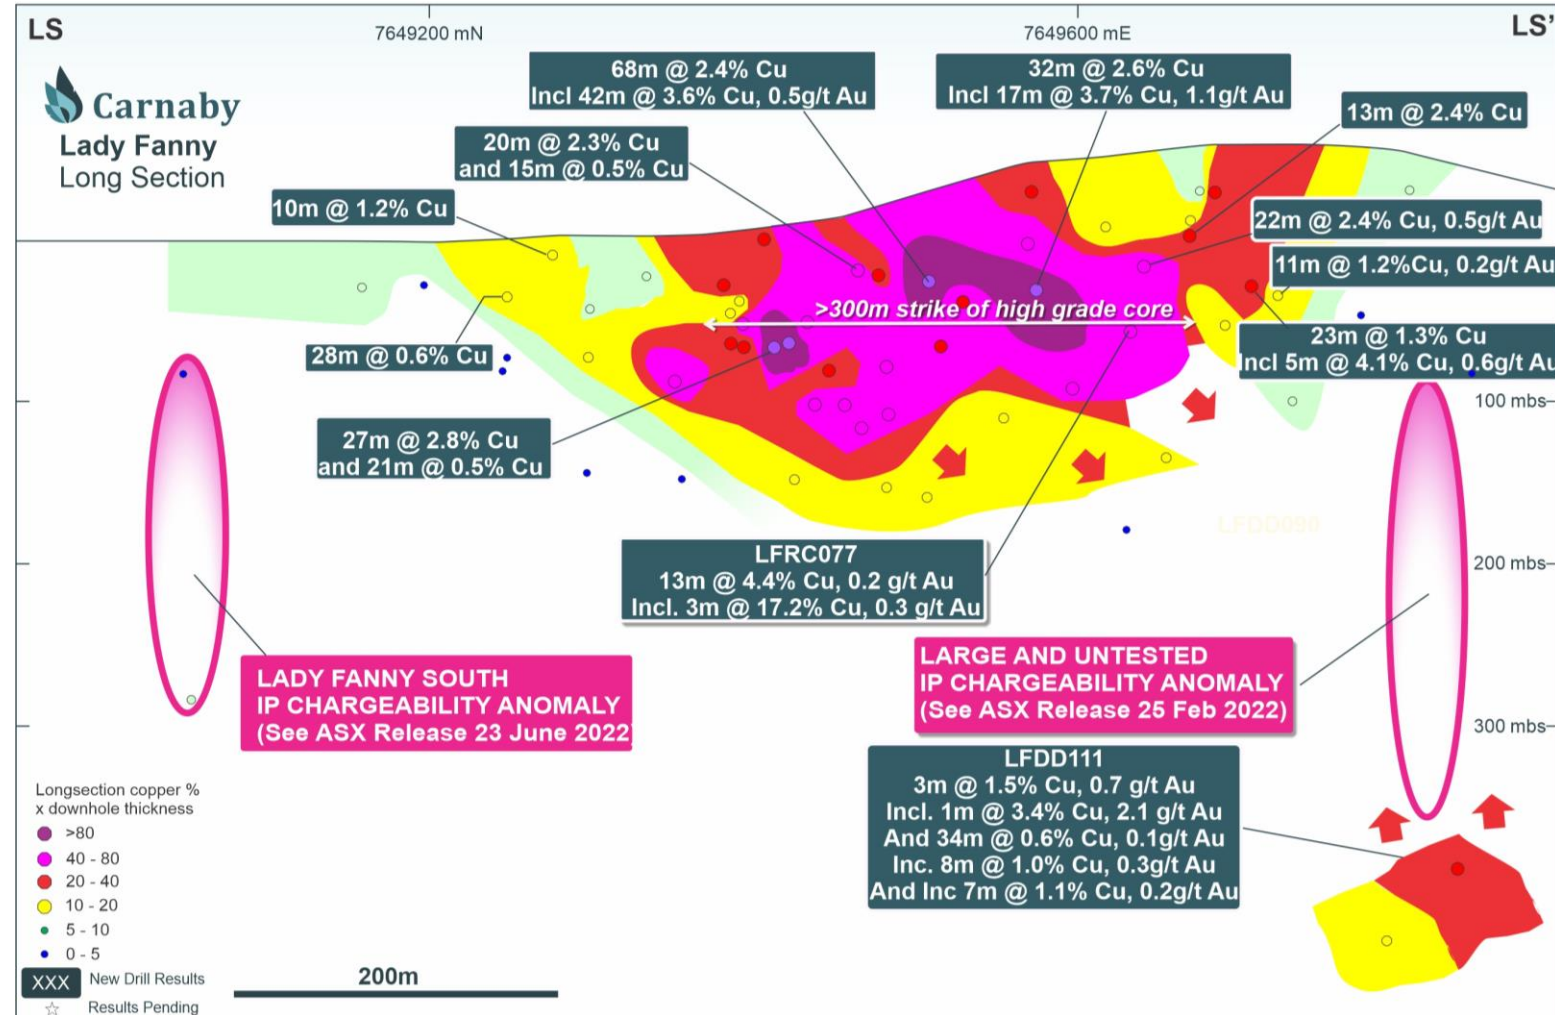 LS
7649200 mN
7649600 mE
LS'
Carnaby
Lady Fanny
Long Section
68m @ 2.4% Cu
Incl 42m @ 3.6% Cu, 0.5g/t Au
32m @ 2.6% Cu
Incl 17m @ 3.7% Cu, 1.1g/t Au
13m @ 2.4% Cu
20m @ 2.3% Cu
and 15m @ 0.5% Cu
10m @ 1.2% Cu
22m @ 2.4% Cu, 0.5g/t Au
11m @ 1.2%Cu, 0.2g/t Au
>300m strike of high grade core
28m @ 0.6% Cu
23m @ 1.3% Cu
Incl 5m @ 4.1% Cu, 0.6g/t Au
100 mbs
27m @ 2.8% Cu
and 21m @ 0.5% Cu
LFDD090
LFRC077
13m @ 4.4% Cu, 0.2 g/t Au
Incl. 3m @ 17.2% Cu, 0.3 g/t Au
200 mbs
LADY FANNY SOUTH
IP CHARGEABILITY ANOMALY
(See ASX Release 23 June 2022)
LARGE AND UNTESTED
IP CHARGEABILITY ANOMALY
(See ASX Release 25 Feb 2022)
300 mbs
LFDD111
3m @ 1.5% Cu, 0.7 g/t Au
Incl. 1m @ 3.4% Cu, 2.1 g/t Au
And 34m @ 0.6% Cu, 0.1g/t Au
Inc. 8m @ 1.0% Cu, 0.3g/t Au
And Inc 7m @ 1.1% Cu, 0.2g/t Au
Longsection copper %
x downhole thickness
>80
40 - 80
20 - 40
10 - 20
5 - 10
0 - 5
XXX New Drill Results
Results Pending
200m